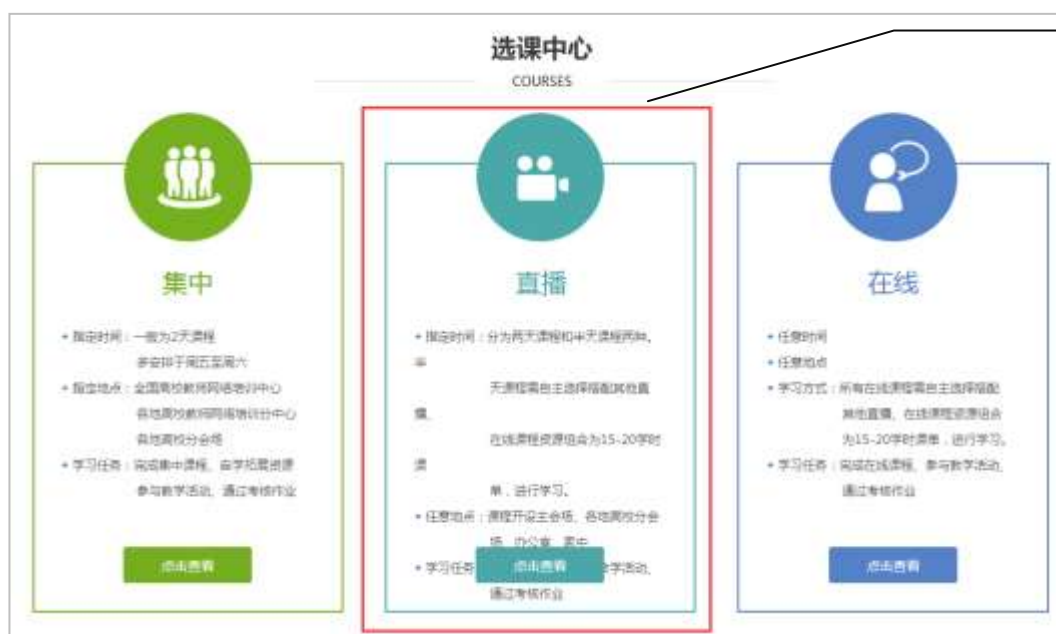 选课中心
COURSES
集中
• 指定时间：一般为2天课程
多安排于周五至周六
• 指定地点：全国高校教师网络培训中心
各地高校教师网络培训分中心
各地高校分会场
• 学习任务：完成集中课程、自学拓展资源
参与教学活动、通过考核作业
点击查看
直播
• 指定时间：分为两天课程和半天课程两种。
半
天课程需自主选择搭配其他直
播、
在线课程资源组合为15-20学时
课
单，进行学习。
• 任意地点：课程开设主会场、各地高校分会
场、办公室、家中
• 学习任务
学活动、
通过考核作业
点击查看
在线
• 任意时间
• 任意地点
• 学习方式：所有在线课程需自主选择搭配
其他直播、在线课程资源组合
为15-20学时课单，进行学习。
• 学习任务：完成在线课程、参与教学活动、
通过考核作业
点击查看